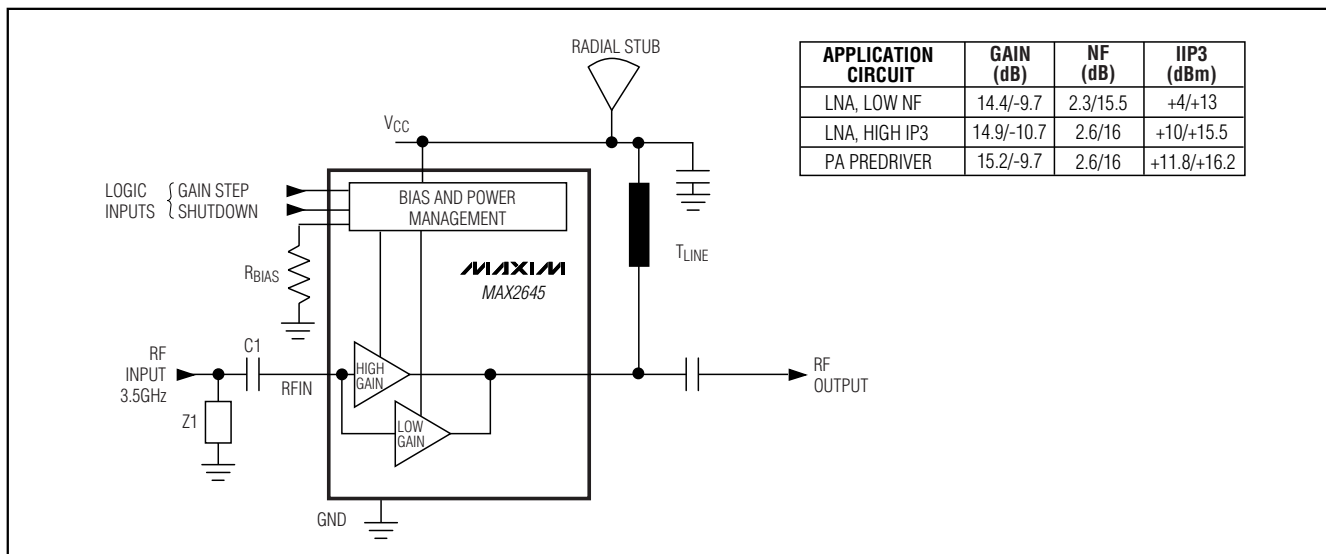 RADIAL STUB
VCC
LOGIC INPUTS { GAIN STEP
SHUTDOWN
BIAS AND POWER
MANAGEMENT
RBIAS
MAXIM
MAX2645
TLINE
RF
INPUT
3.5GHz
C1
RFIN
Z1
HIGH
GAIN
LOW
GAIN
RF
OUTPUT
GND
APPLICATION CIRCUIT GAIN (dB) NF (dB) IIP3 (dBm)
LNA, LOW NF 14.4/-9.7 2.3/15.5 +4/+13
LNA, HIGH IP3 14.9/-10.7 2.6/16 +10/+15.5
PA PREDRIVER 15.2/-9.7 2.6/16 +11.8/+16.2